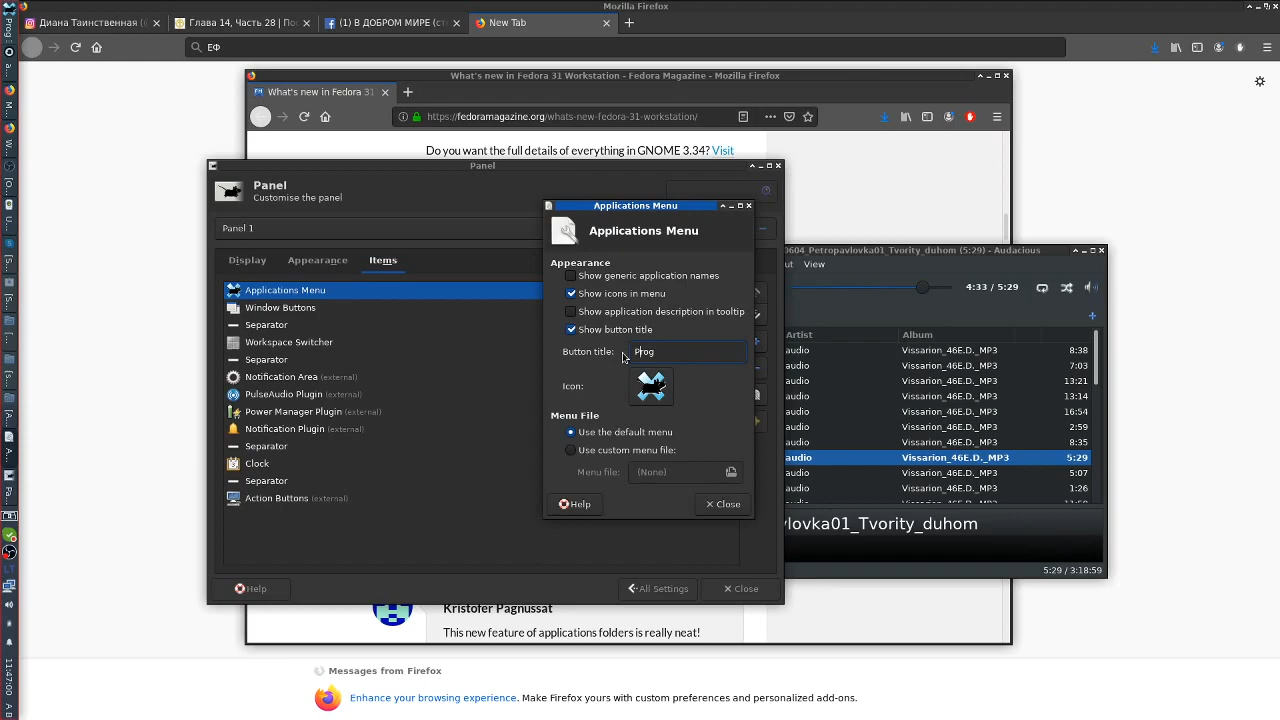 Mozilla Firefox
Диана Таинственная (
Глава 14, Часть 28 | По
(1) В ДОБРОМ МИРЕ (ст
New Tab
ЕФ
What's new in Fedora 31 Workstation - Fedora Magazine - Mozilla Firefox
What's new in Fedora 31
https://fedoramagazine.org/whats-new-fedora-31-workstation/
Do you want the full details of everything in GNOME 3.34? Visit
Panel
Panel
Customise the panel
Panel 1
Display
Appearance
Items
Applications Menu
Window Buttons
Separator
Workspace Switcher
Separator
Notification Area (external)
PulseAudio Plugin (external)
Power Manager Plugin (external)
Notification Plugin (external)
Separator
Clock
Separator
Action Buttons (external)
Help
All Settings
Close
Applications Menu
Applications Menu
Appearance
Show generic application names
Show icons in menu
Show application description in tooltip
Show button title
Button title:
Prog
Icon:
Menu File
Use the default menu
Use custom menu file:
Menu file:
(None)
Help
Close
0604_Petropavlovka01_Tvority_duhom (5:29) - Audacious
ut View
4:33 / 5:29
Artist Album
audio Vissarion_46E.D._MP3 8:38
audio Vissarion_46E.D._MP3 7:03
audio Vissarion_46E.D._MP3 13:21
audio Vissarion_46E.D._MP3 13:14
audio Vissarion_46E.D._MP3 16:54
audio Vissarion_46E.D._MP3 2:59
audio Vissarion_46E.D._MP3 8:35
audio Vissarion_46E.D._MP3 5:29
audio Vissarion_46E.D._MP3 5:07
audio Vissarion_46E.D._MP3 1:26
vlovka01_Tvority_duhom
5:29 / 3:18:59
Kristofer Pagnussat
This new feature of applications folders is really neat!
Messages from Firefox
Enhance your browsing experience. Make Firefox yours with custom preferences and personalized add-ons.
Prog
LT
11:47:00